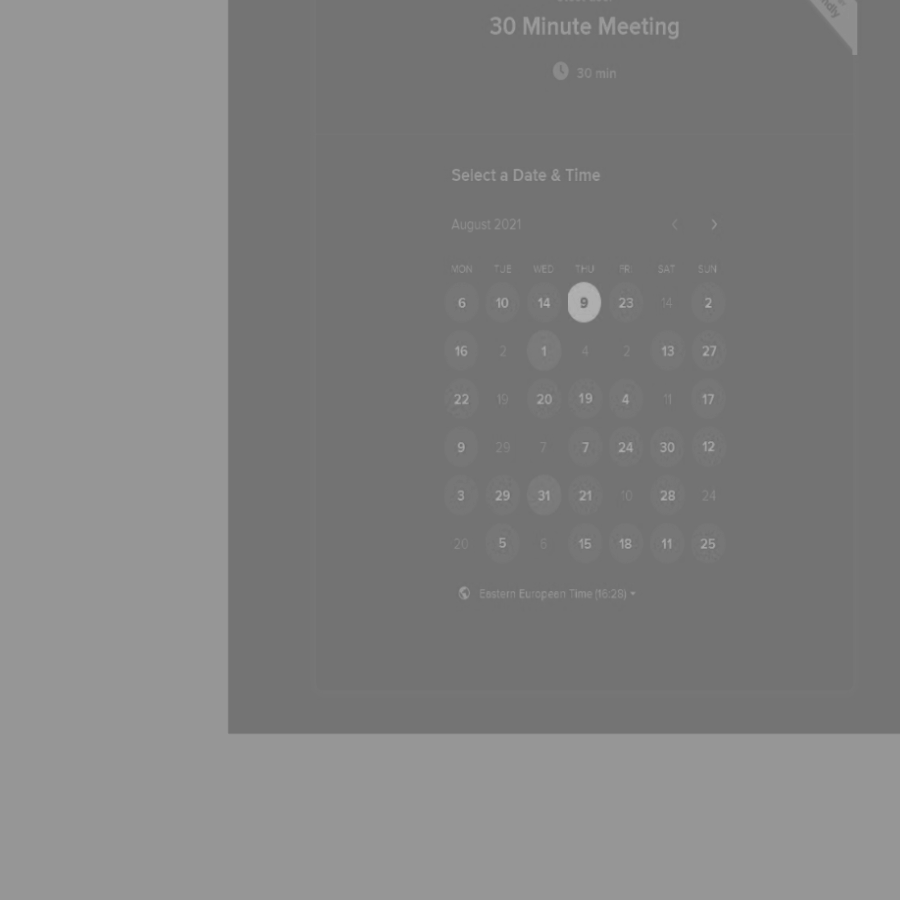 30 Minute Meeting
30 min
Select a Date & Time
August 2021
MON TUE WED THU FRI SAT SUN
6 10 14 9 23 14 2
16 2 1 4 2 13 27
22 19 20 19 4 11 17
9 29 7 7 24 30 12
3 29 31 21 10 28 24
20 5 6 15 18 11 25
Eastern European Time (16:28)